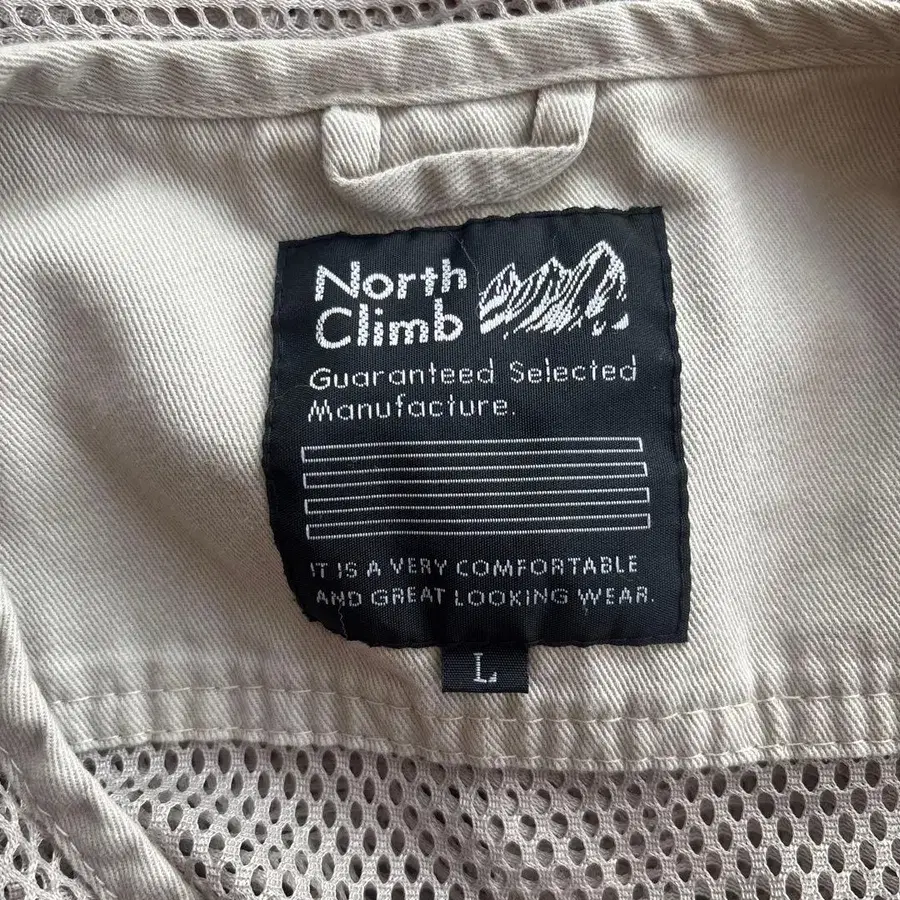 North
Climb
Guaranteed Selected
Manufacture.
IT IS A VERY COMFORTABLE
AND GREAT LOOKING WEAR.
L